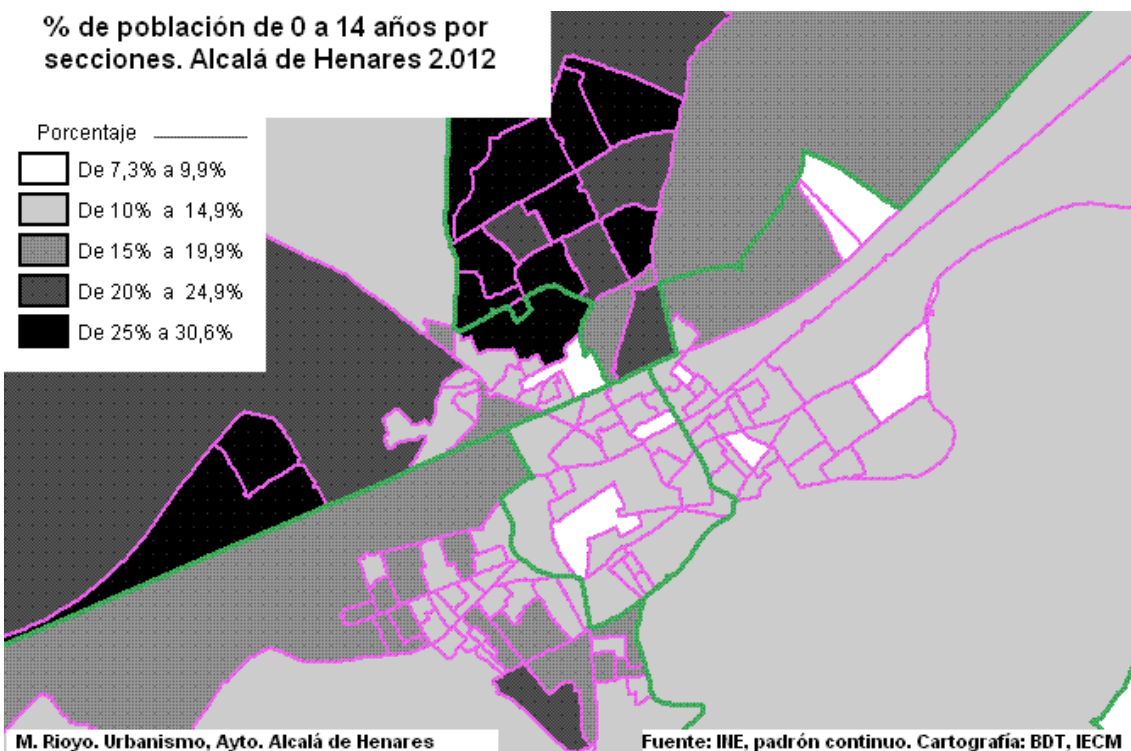 % de población de 0 a 14 años por
secciones. Alcalá de Henares 2.012
Porcentaje
De 7,3% a 9,9%
De 10% a 14,9%
De 15% a 19,9%
De 20% a 24,9%
De 25% a 30,6%
M. Rioyo. Urbanismo, Ayto. Alcalá de Henares
Fuente: INE, padrón continuo. Cartografía: BDT, IECM